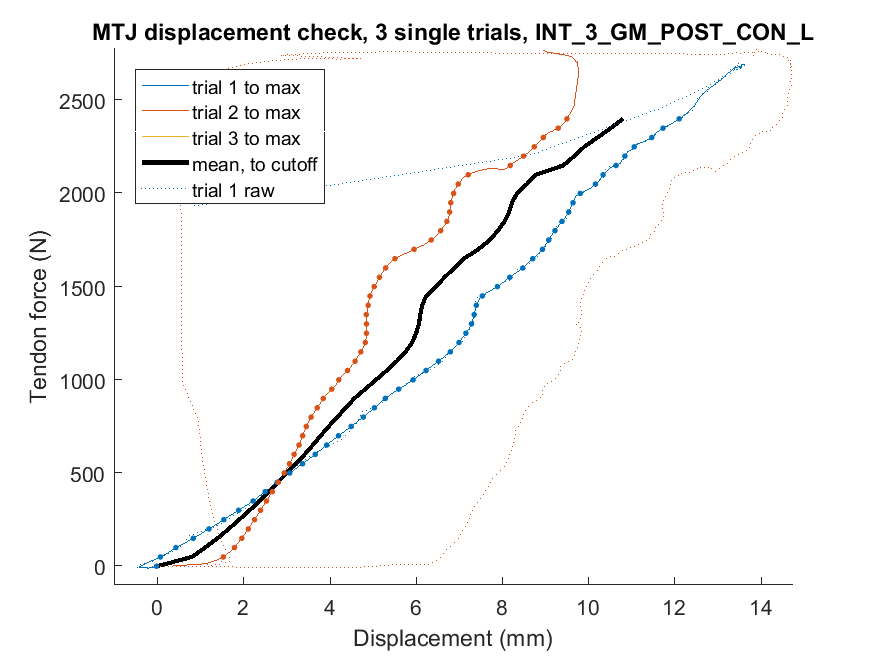 MTJ displacement check, 3 single trials, INT_3_GM_POST_CON_L
trial 1 to max
trial 2 to max
trial 3 to max
mean, to cutoff
trial 1 raw
2500
2000
1500
1000
500
0
Tendon force (N)
0 2 4 6 8 10 12 14
Displacement (mm)